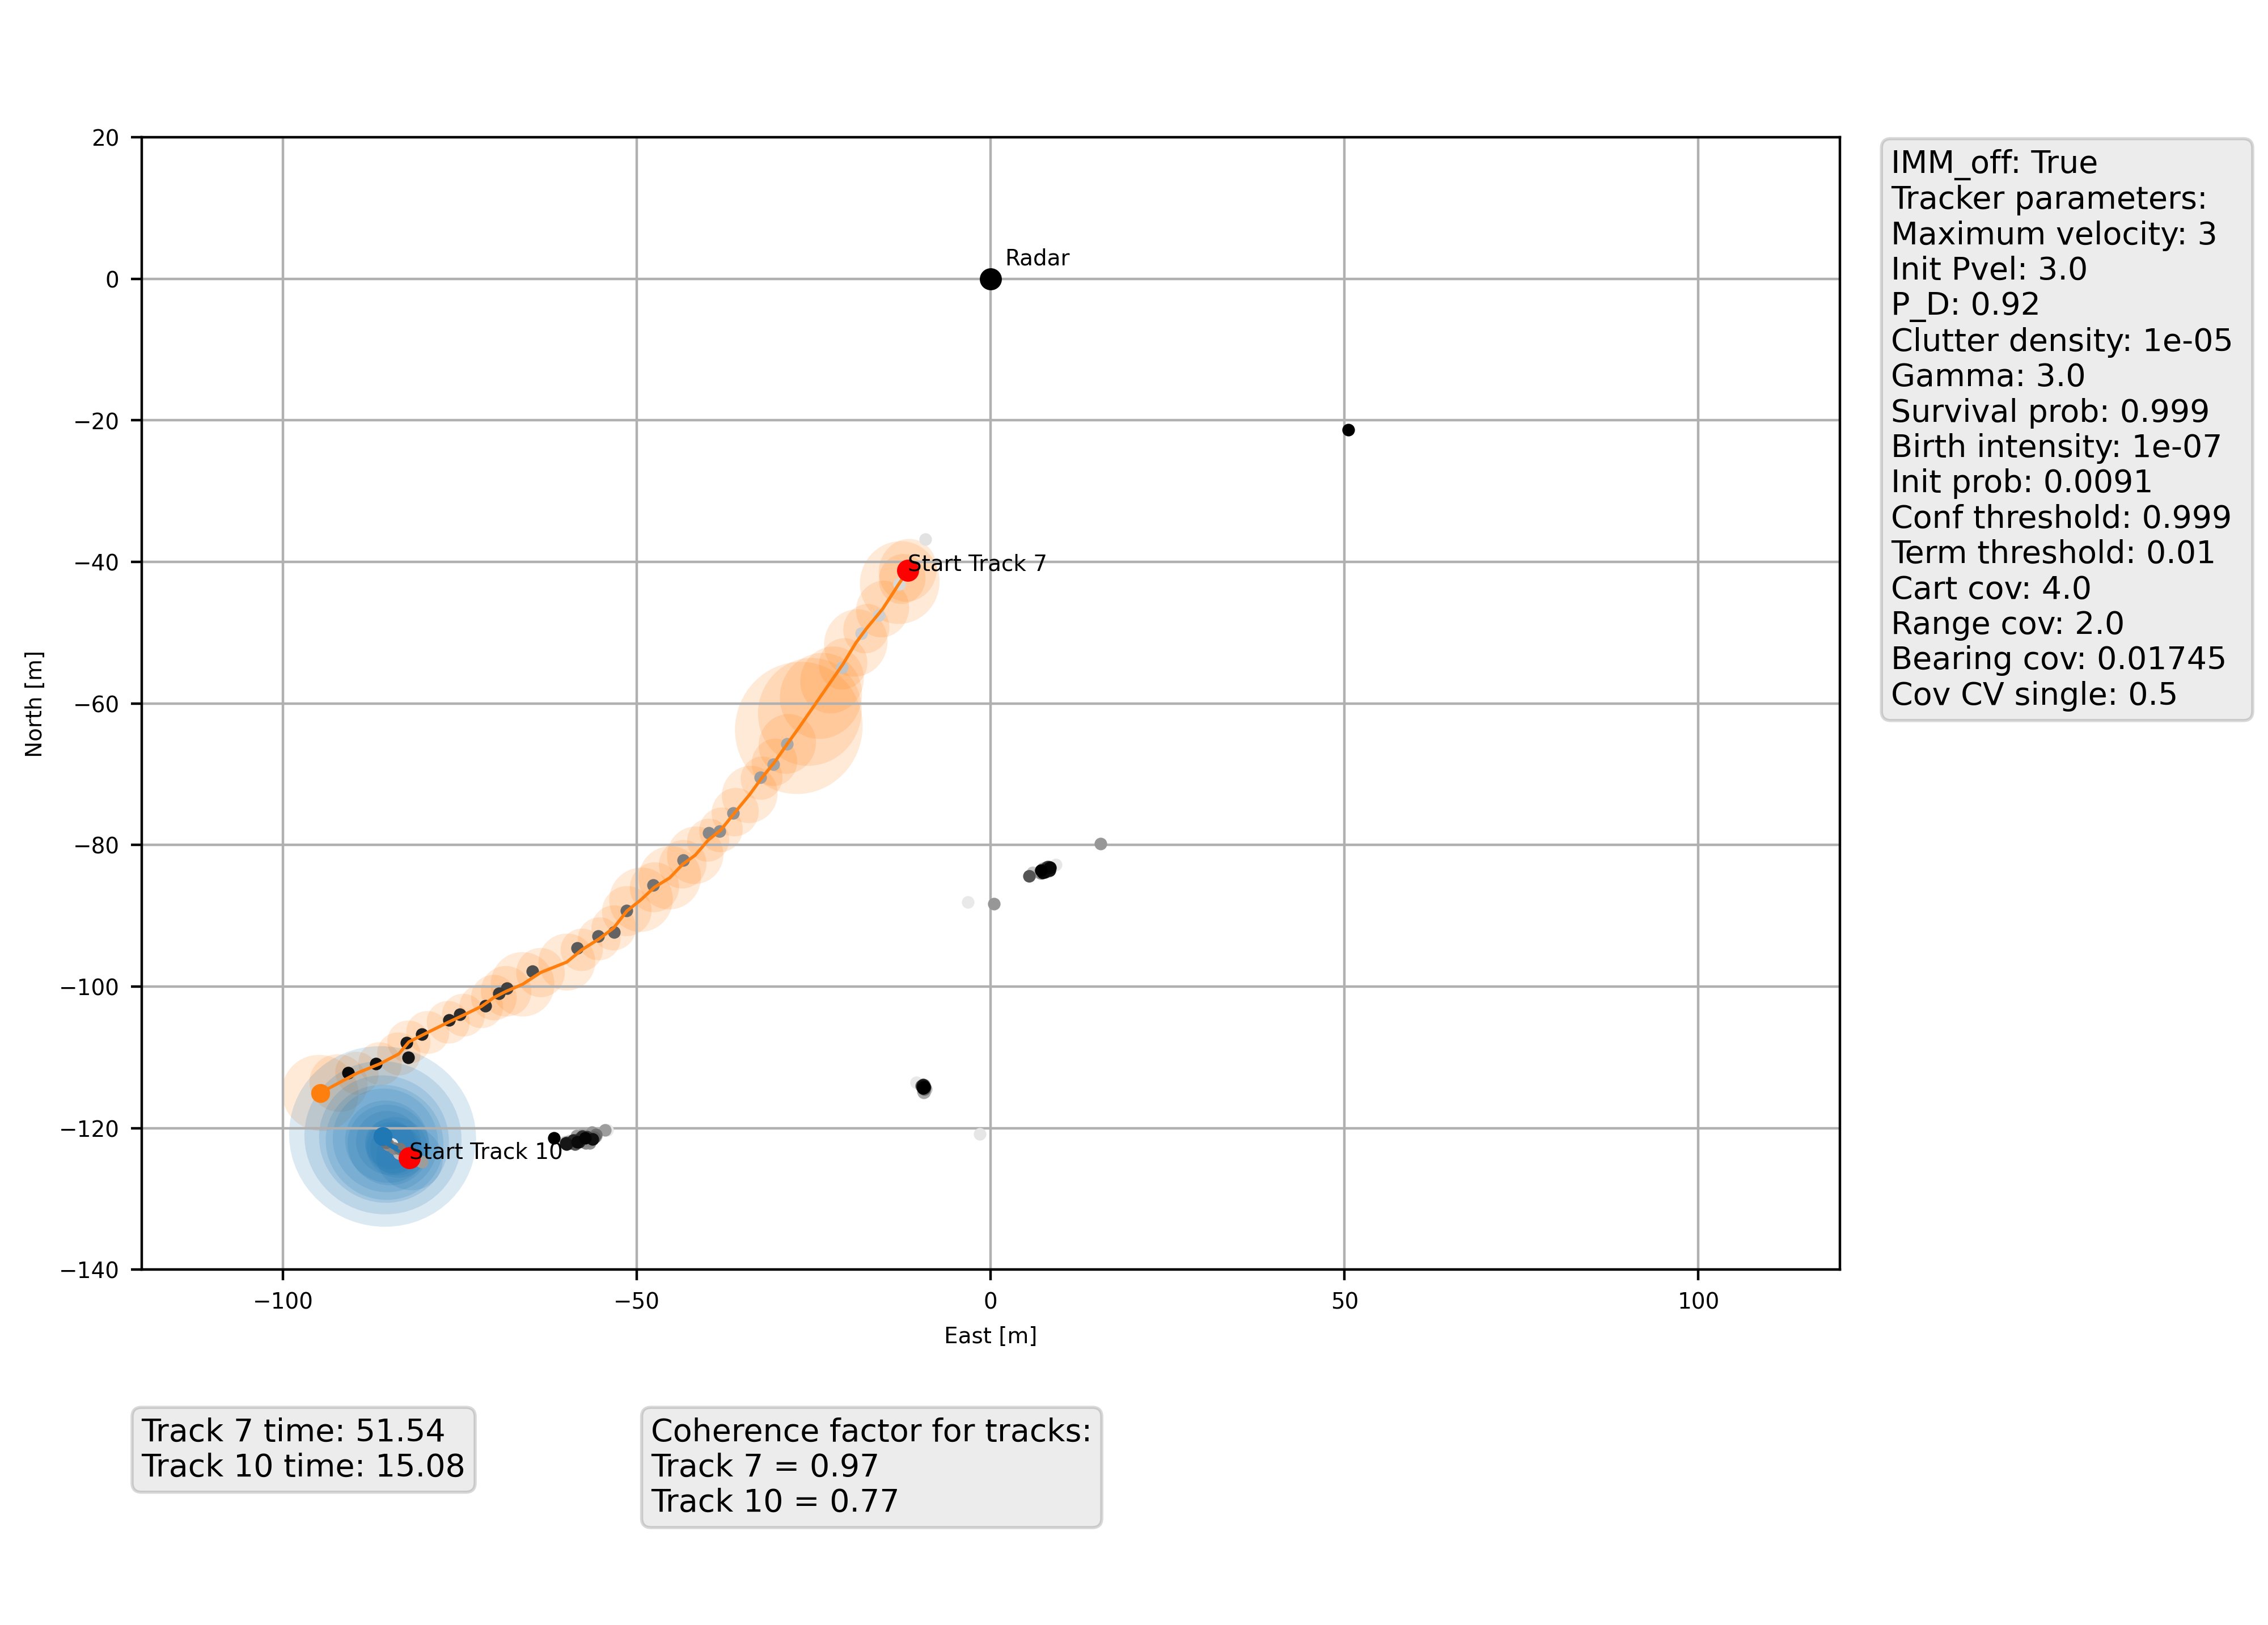 20
0
−20
−40
−60
−80
−100
−120
−140
North [m]
Radar
Start Track 7
Start Track 10
−100
−50
0
50
100
East [m]
IMM_off: True
Tracker parameters:
Maximum velocity: 3
Init Pvel: 3.0
P_D: 0.92
Clutter density: 1e-05
Gamma: 3.0
Survival prob: 0.999
Birth intensity: 1e-07
Init prob: 0.0091
Conf threshold: 0.999
Term threshold: 0.01
Cart cov: 4.0
Range cov: 2.0
Bearing cov: 0.01745
Cov CV single: 0.5
Track 7 time: 51.54
Track 10 time: 15.08
Coherence factor for tracks:
Track 7 = 0.97
Track 10 = 0.77